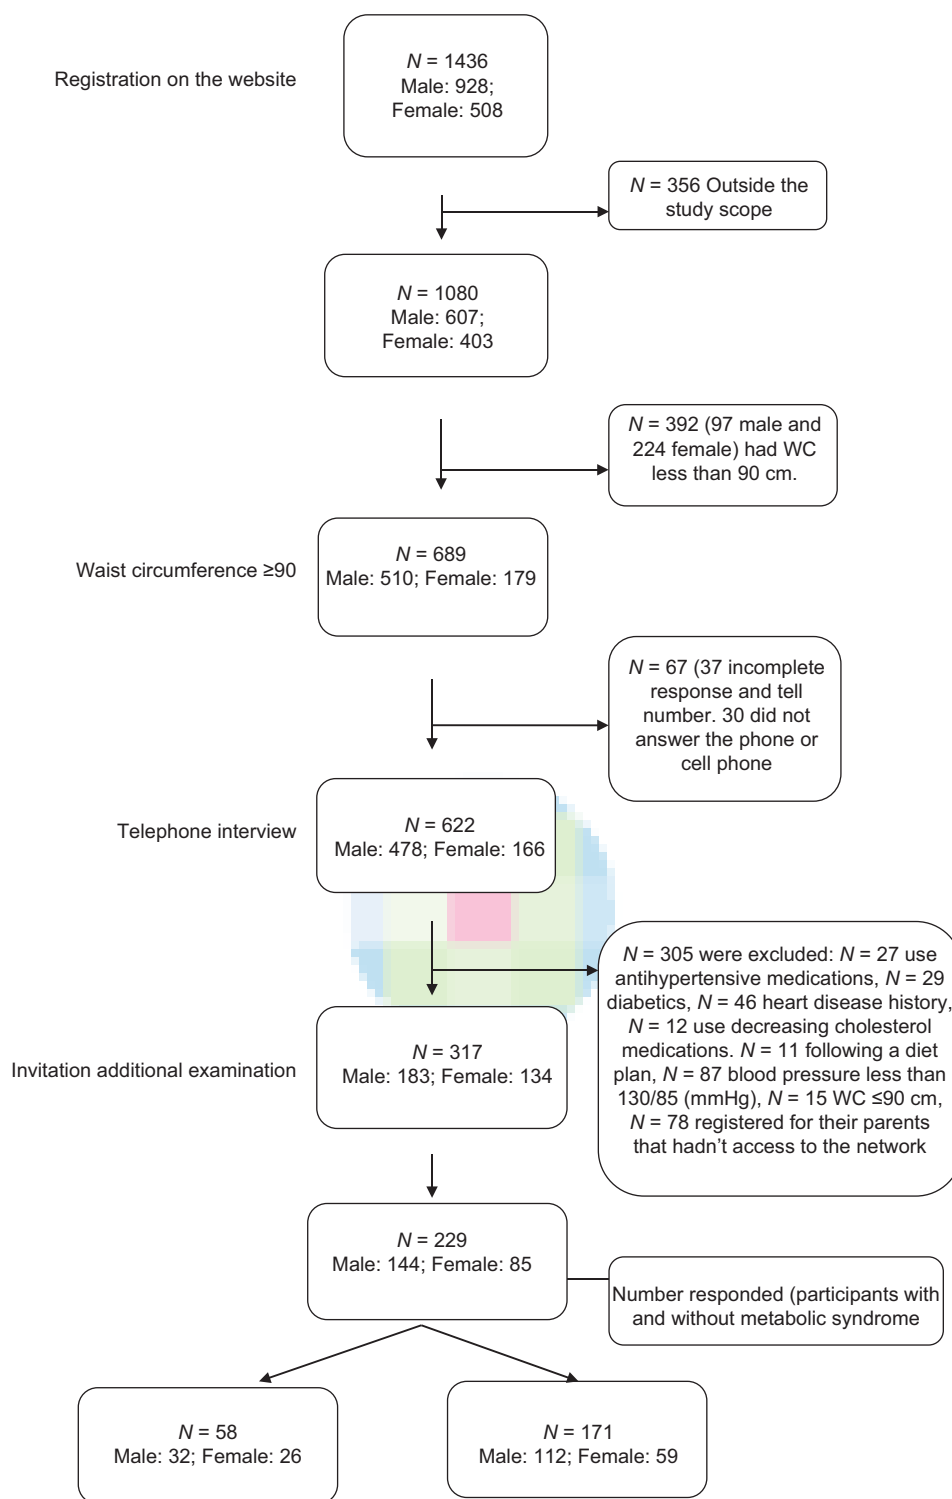 Registration on the website
N = 1436
Male: 928;
Female: 508
N = 356 Outside the
study scope
N = 1080
Male: 607;
Female: 403
N = 392 (97 male and
224 female) had WC
less than 90 cm.
Waist circumference ≥90
N = 689
Male: 510; Female: 179
N = 67 (37 incomplete
response and tell
number. 30 did not
answer the phone or
cell phone
Telephone interview
N = 622
Male: 478; Female: 166
N = 305 were excluded: N = 27 use
antihypertensive medications, N = 29
diabetics, N = 46 heart disease history,
N = 12 use decreasing cholesterol
medications. N = 11 following a diet
plan, N = 87 blood pressure less than
130/85 (mmHg), N = 15 WC ≤90 cm,
N = 78 registered for their parents
that hadn't access to the network
Invitation additional examination
N = 317
Male: 183; Female: 134
N = 229
Male: 144; Female: 85
Number responded (participants with
and without metabolic syndrome
N = 58
Male: 32; Female: 26
N = 171
Male: 112; Female: 59